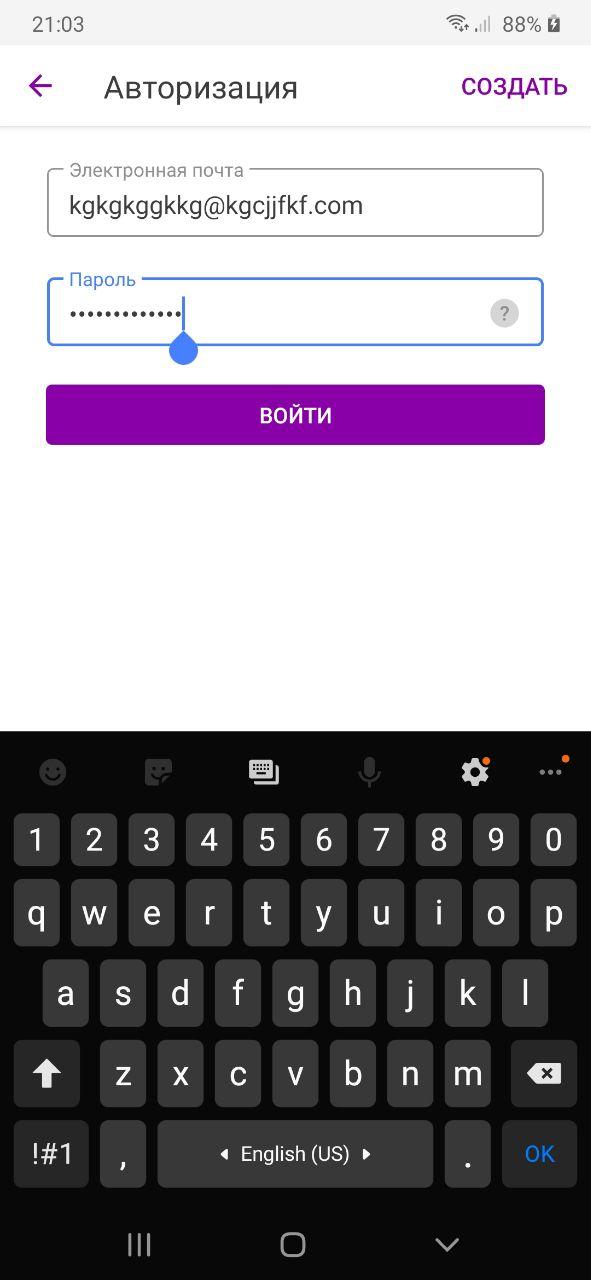 21:03 88%
Авторизация СОЗДАТЬ
Электронная почта
kgkgkggkkg@kgcjjfkf.com
Пароль
•••••••••••••
?
ВОЙТИ
1 2 3 4 5 6 7 8 9 0
q w e r t y u i o p
a s d f g h j k l
z x c v b n m
!#1 , English (US) . OK